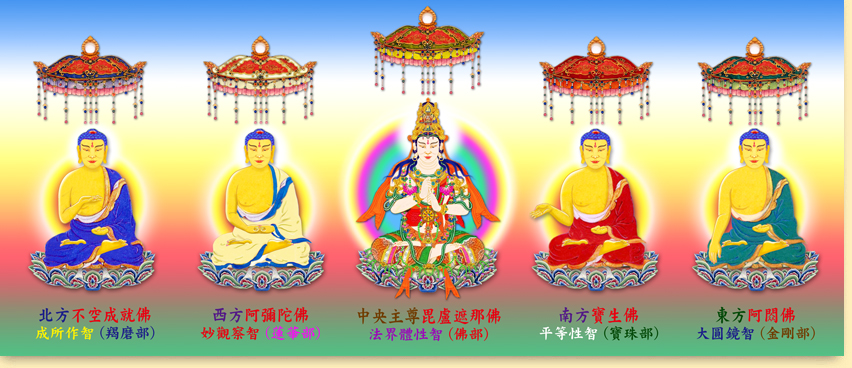 北方不空成就佛
成所作智(羯磨部)
西方阿彌陀佛
妙觀察智(蓮華部)
中央主尊毘盧遮那佛
法界體性智(佛部)
南方寶生佛
平等性智(寶珠部)
東方阿閦佛
大圓鏡智(金剛部)